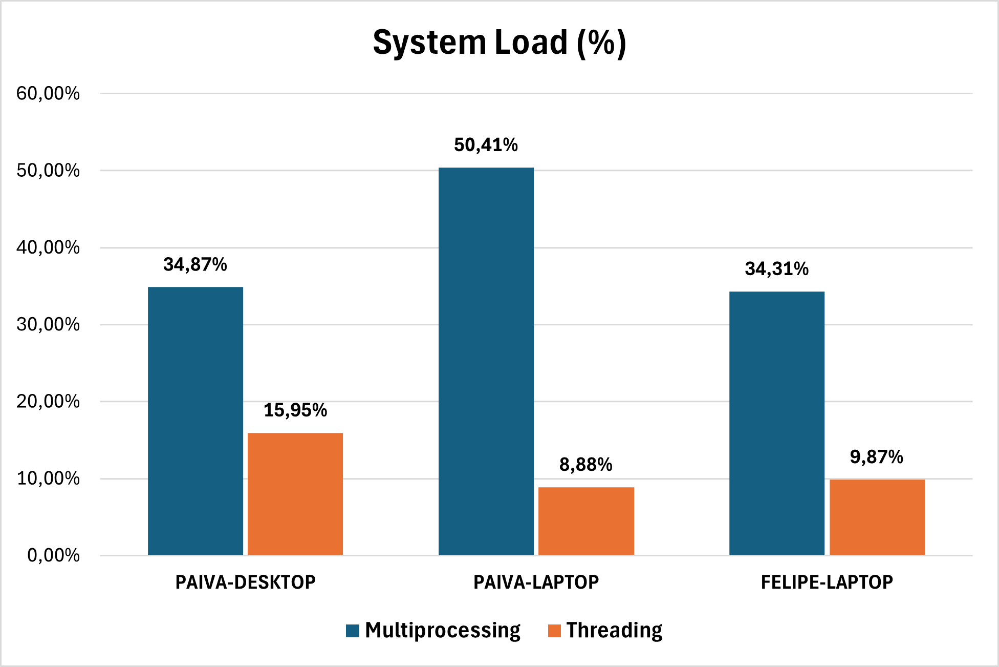 System Load (%)
60,00%
50,00%
40,00%
30,00%
20,00%
10,00%
0,00%
34,87%
15,95%
50,41%
8,88%
34,31%
9,87%
PAIVA-DESKTOP
PAIVA-LAPTOP
FELIPE-LAPTOP
Multiprocessing
Threading